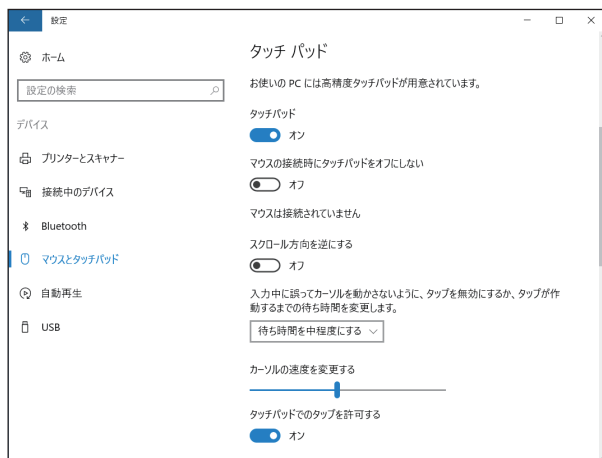 設定
ホーム
設定の検索
デバイス
プリンターとスキャナー
接続中のデバイス
Bluetooth
マウスとタッチパッド
自動再生
USB
タッチ パッド
お使いの PC には高精度タッチパッドが用意されています。
タッチパッド
オン
マウスの接続時にタッチパッドをオフにしない
オフ
マウスは接続されていません
スクロール方向を逆にする
オフ
入力中に誤ってカーソルを動かさないように、タップを無効にするか、タップが作
動するまでの待ち時間を変更します。
待ち時間を中程度にする
カーソルの速度を変更する
タッチパッドでのタップを許可する
オン